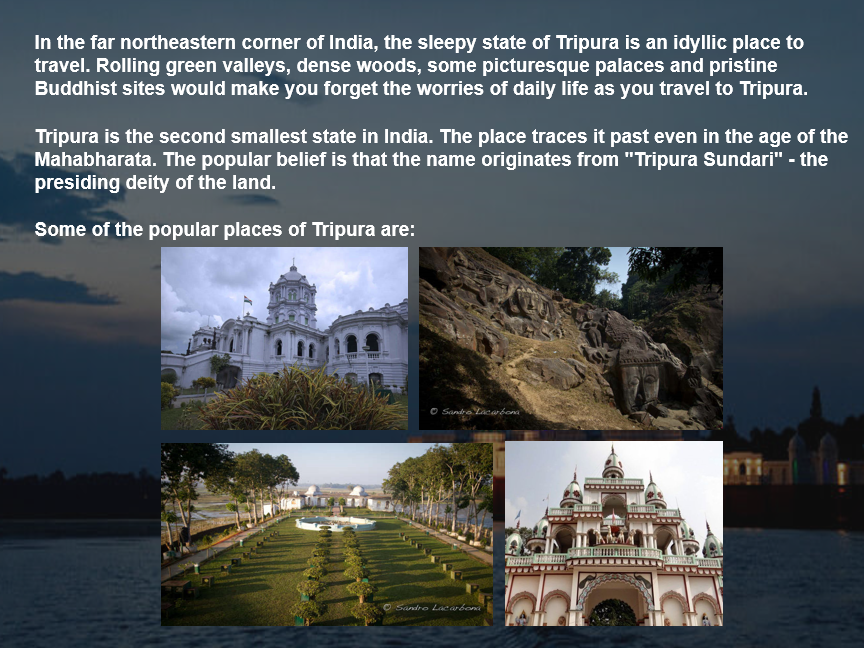 In the far northeastern corner of India, the sleepy state of Tripura is an idyllic place to
travel. Rolling green valleys, dense woods, some picturesque palaces and pristine
Buddhist sites would make you forget the worries of daily life as you travel to Tripura.
Tripura is the second smallest state in India. The place traces it past even in the age of the
Mahabharata. The popular belief is that the name originates from "Tripura Sundari" - the
presiding deity of the land.
Some of the popular places of Tripura are:
© Sandro Lacarbona
© Sandro Lacarbona